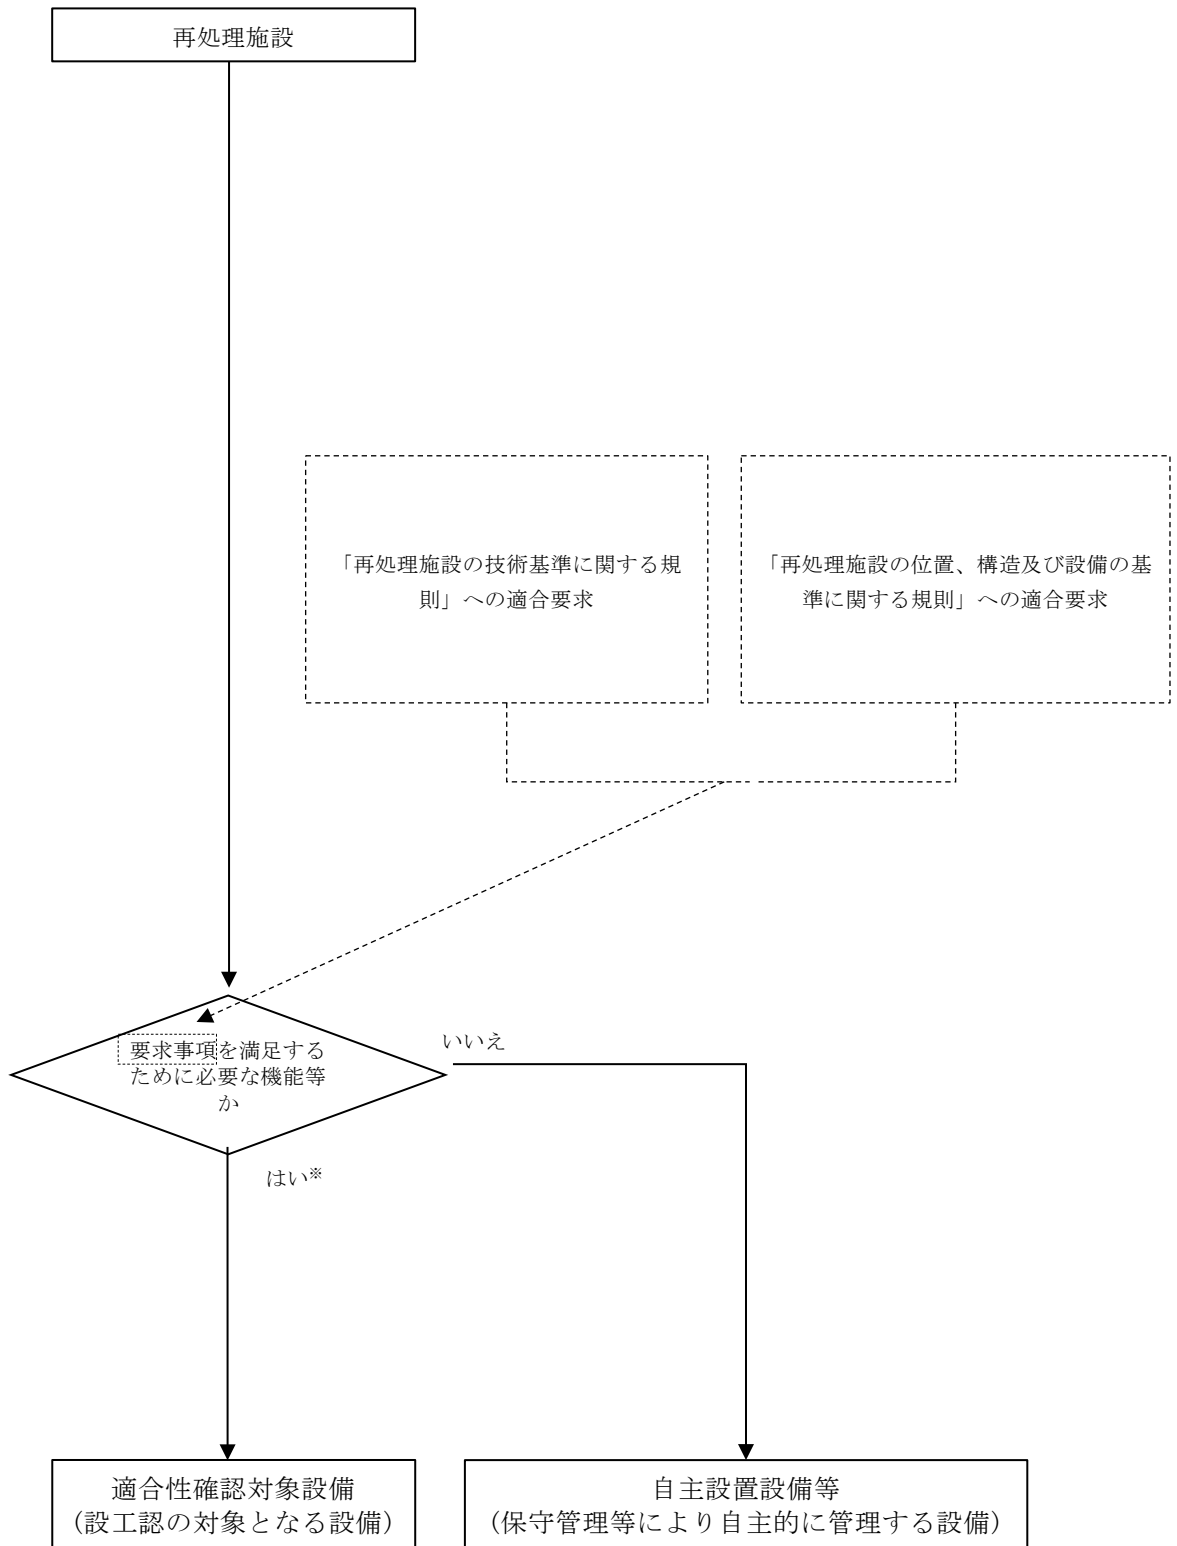 再処理施設
「再処理施設の技術基準に関する規
則」への適合要求
「再処理施設の位置、構造及び設備の基
準に関する規則」への適合要求
要求事項を満足する
ために必要な機能等
か
いいえ
はい※
適合性確認対象設備
（設工認の対象となる設備）
自主設置設備等
（保守管理等により自主的に管理する設備）